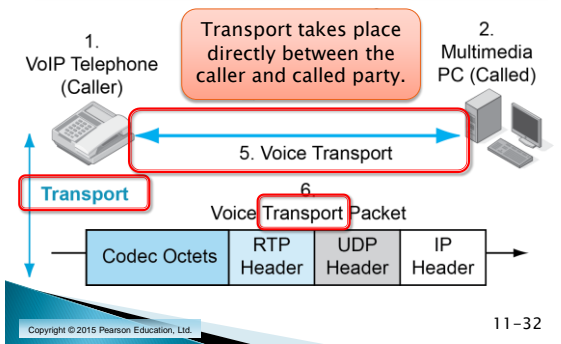 1.
VoIP Telephone
(Caller)
Transport takes place
directly between the
caller and called party.
2.
Multimedia
PC (Called)
5. Voice Transport
Transport
6.
Voice Transport Packet
Codec Octets
RTP
Header
UDP
Header
IP
Header
Copyright © 2015 Pearson Education, Ltd.
11-32